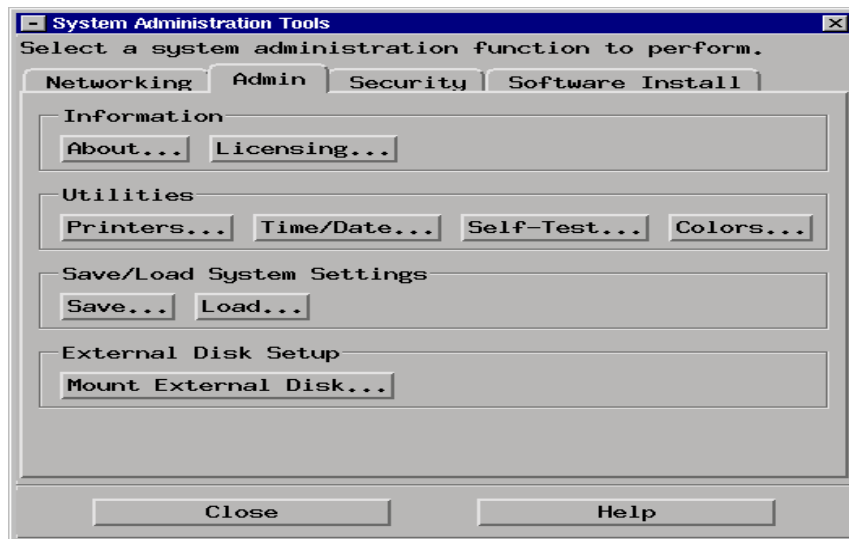 System Administration Tools
Select a system administration function to perform.
Networking Admin Security Software Install
Information
About... Licensing...
Utilities
Printers... Time/Date... Self-Test... Colors...
Save/Load System Settings
Save... Load...
External Disk Setup
Mount External Disk...
Close Help